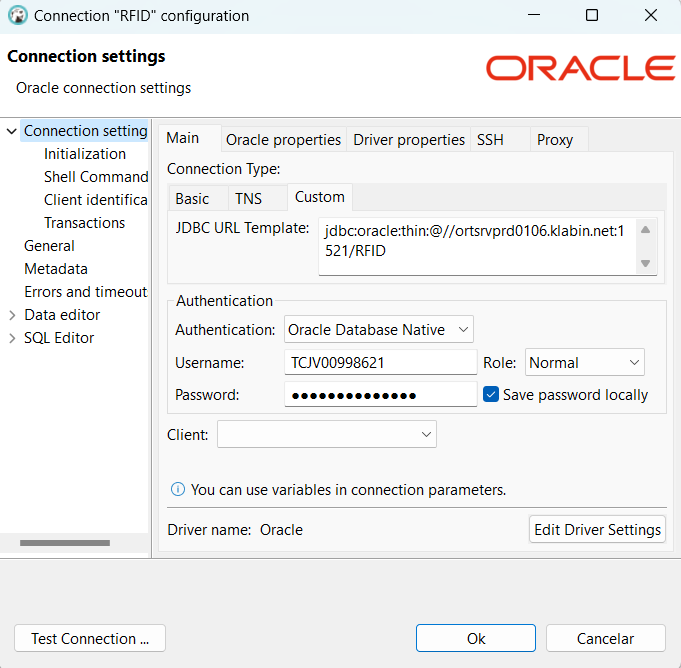 Connection "RFID" configuration
Connection settings
Oracle connection settings
ORACLE
Connection setting
Initialization
Shell Command
Client identifica
Transactions
General
Metadata
Errors and timeout
Data editor
SQL Editor
Main Oracle properties Driver properties SSH Proxy
Connection Type:
Basic TNS Custom
JDBC URL Template: jdbc:oracle:thin:@//ortsrvprd0106.klabin.net:1
521/RFID
Authentication
Authentication: Oracle Database Native
Username: TCJV00998621 Role: Normal
Password: ●●●●●●●●●●●●●● Save password locally
Client:
You can use variables in connection parameters.
Driver name: Oracle Edit Driver Settings
Test Connection ... Ok Cancelar